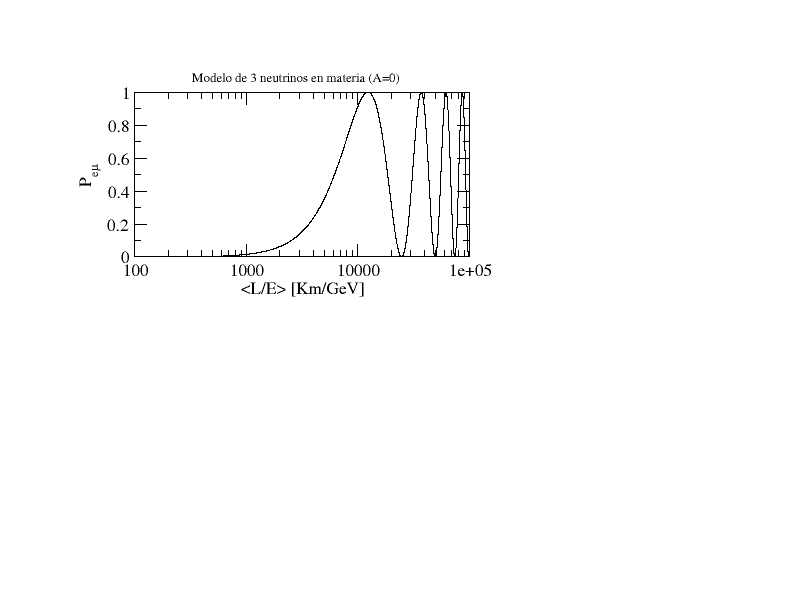 Modelo de 3 neutrinos en materia (A=0)
1
0.8
0.6
0.4
0.2
0
P eμ
100 1000 10000 1e+05
<L/E> [Km/GeV]